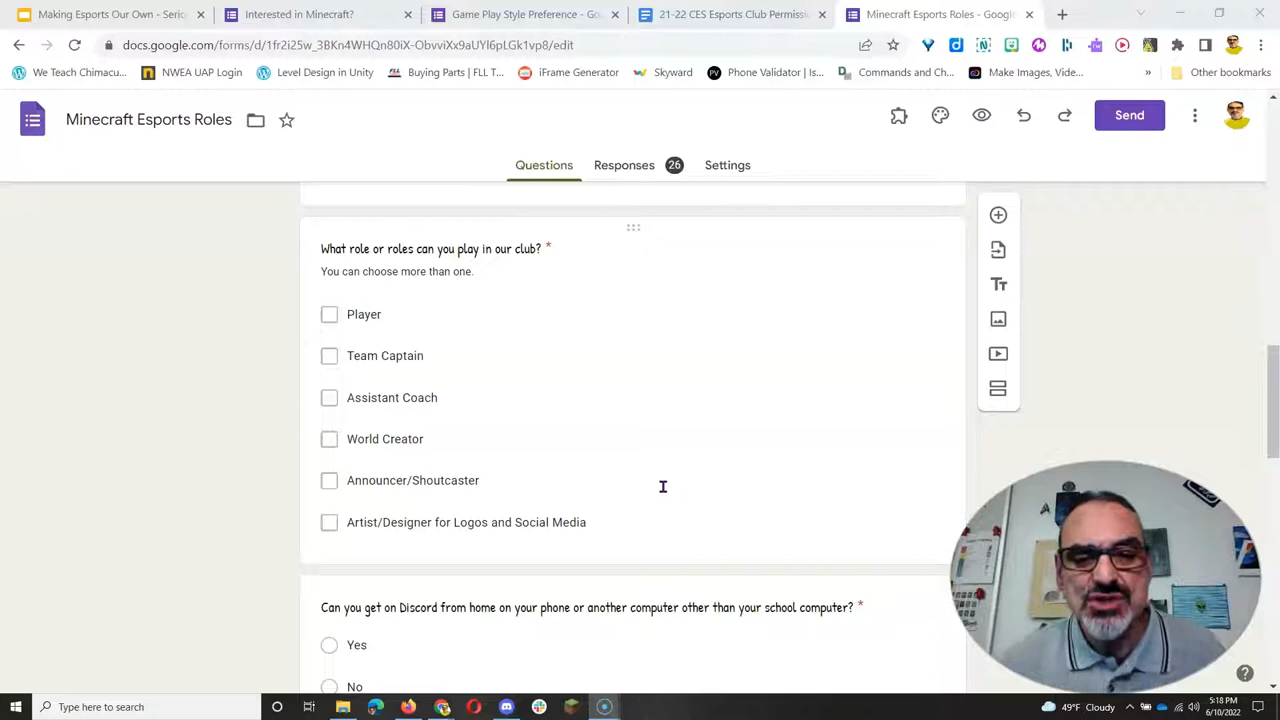 Making Ests Our Own - Scrip
Interested in Minecraft?
Game Play Style Preference - Go
21-22 CES Esports Club Permissi
Minecraft Esports Roles - Google
docs.google.com/forms/d/
/edit
We Teach Chimacu...
NWEA UAP Login
Level Design in Unity
Buying Parts | FLL T...
iFrame Generator
Skyward
Phone Validator | Is...
Commands and Ch...
Make Images, Vide...
»
Other bookmarks
Minecraft Esports Roles
Send
Questions
Responses 26
Settings
What role or roles can you play in our club? *
You can choose more than one.
Player
Team Captain
Assistant Coach
World Creator
Announcer/Shoutcaster
Artist/Designer for Logos and Social Media
Can you get on Discord from home on your phone or another computer other than your school computer? *
Yes
No
Type here to search
49°F Cloudy
5:18 PM
6/10/2022